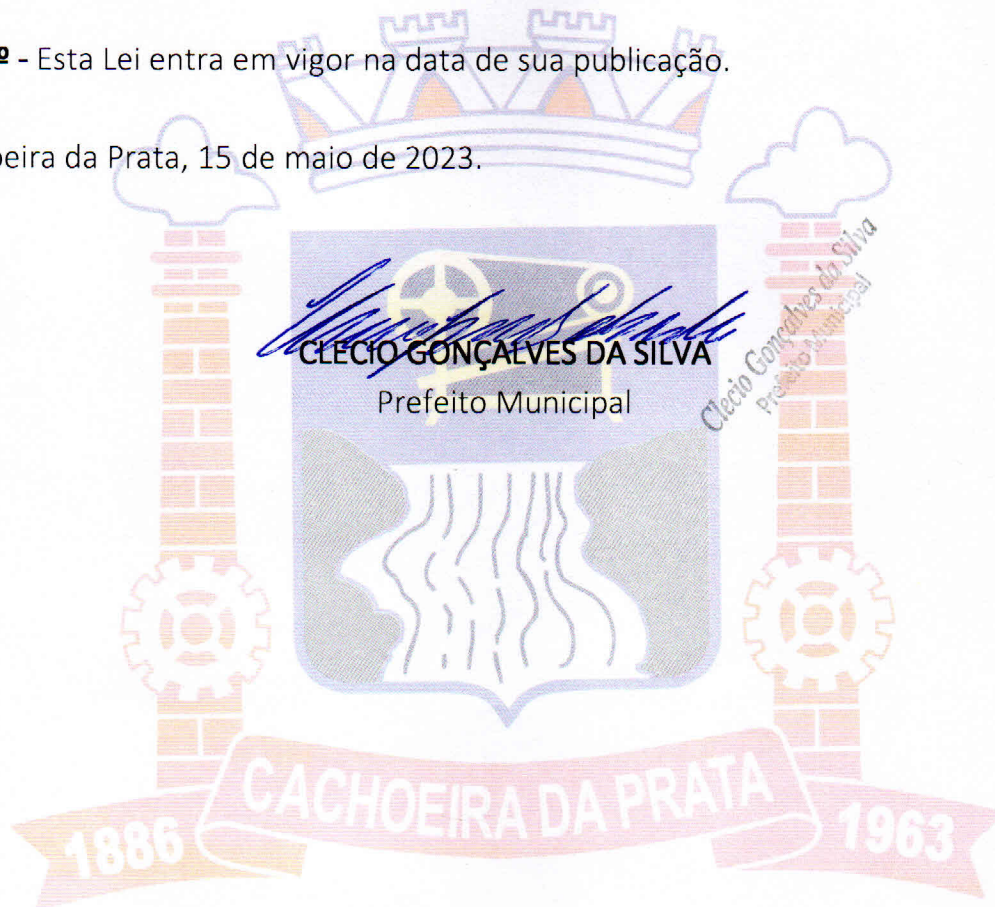 º - Esta Lei entra em vigor na data de sua publicação.
oeira da Prata, 15 de maio de 2023.
CLECIO GONÇALVES DA SILVA
Prefeito Municipal
Clecio Gonçalves da Silva
Prefeito Municipal
CACHOEIRA DA PRATA
1886 1963